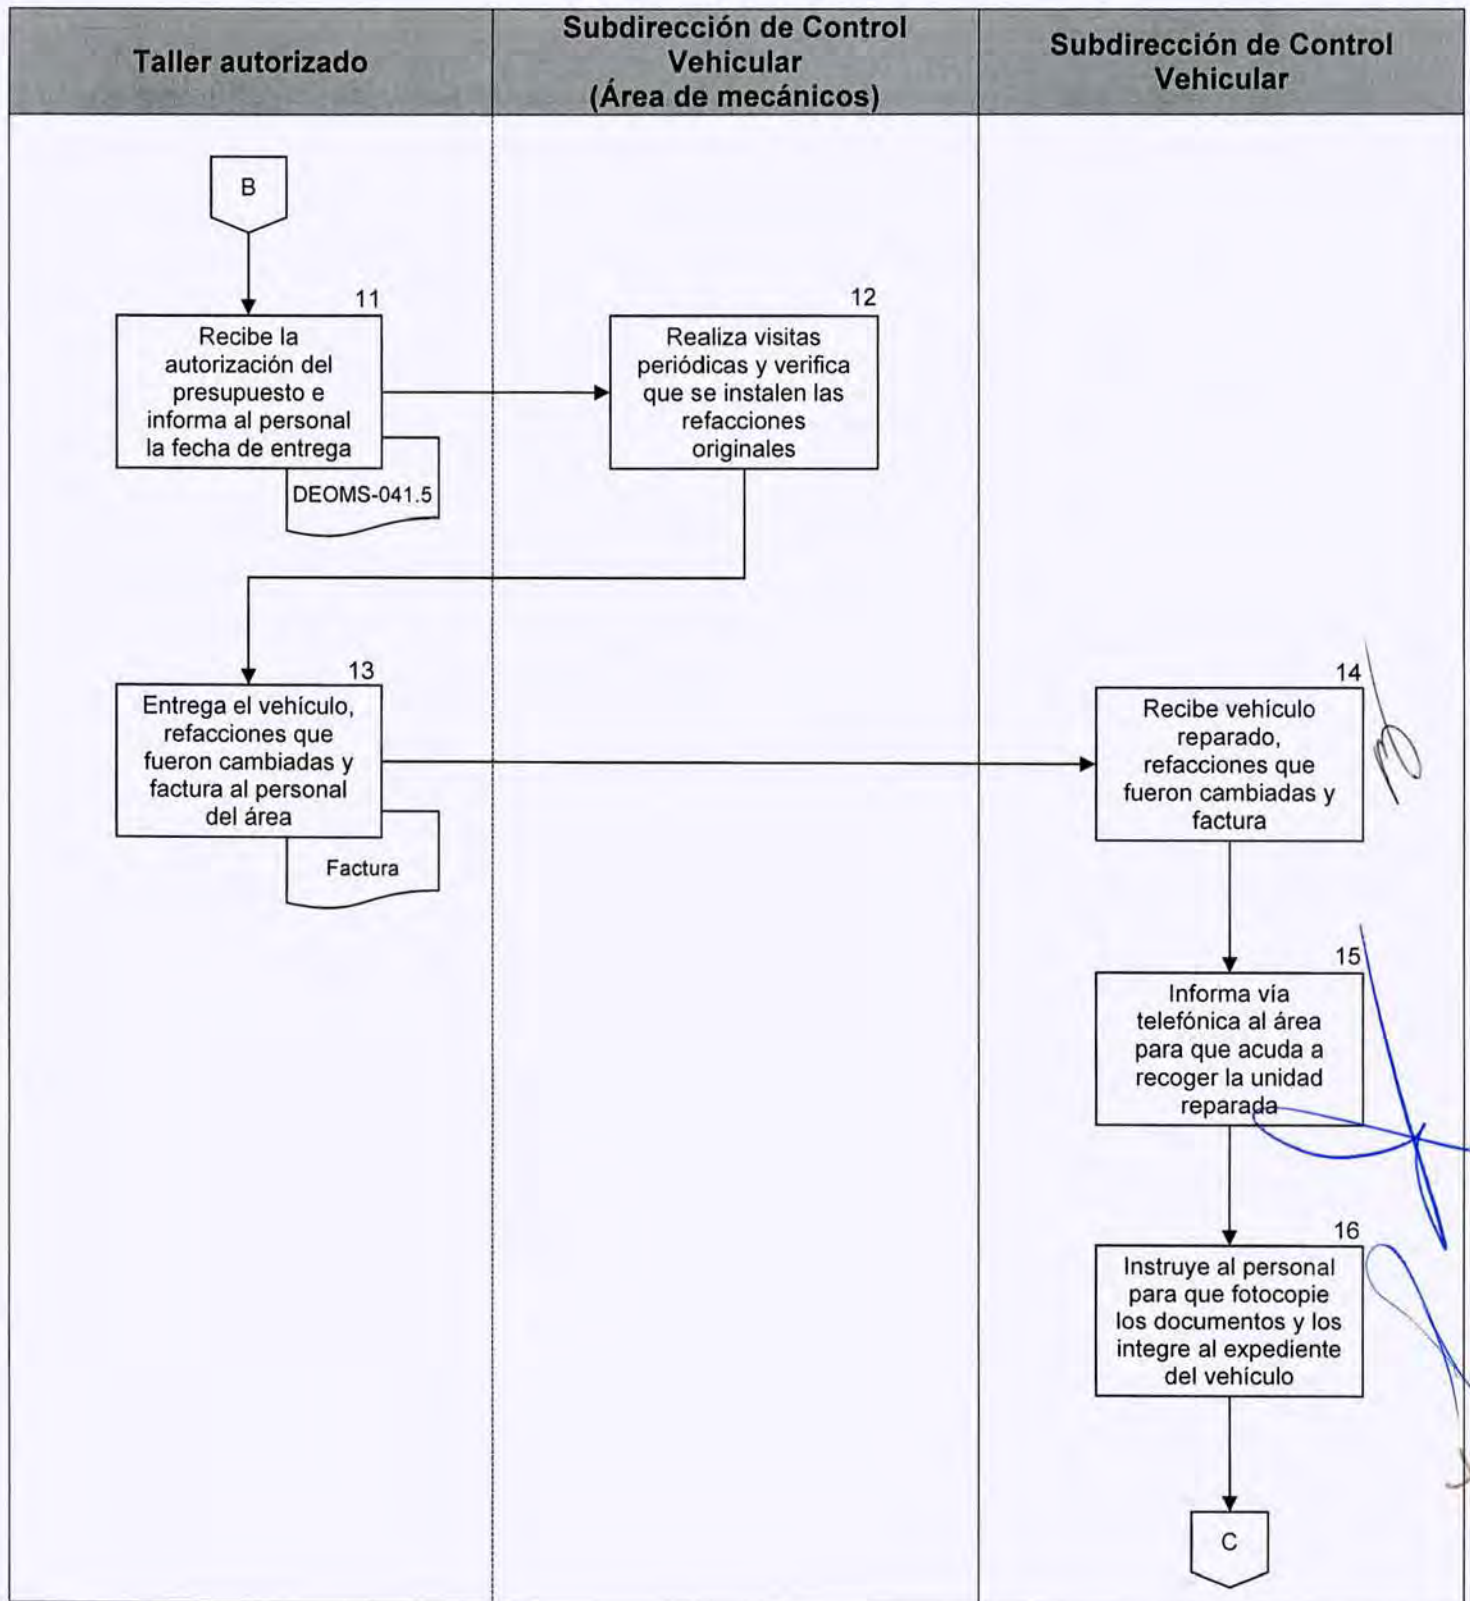 Taller autorizado
Subdirección de Control
Vehicular
(Área de mecánicos)
Subdirección de Control
Vehicular
B
11
Recibe la
autorización del
presupuesto e
informa al personal
la fecha de entrega
DEOMS-041.5
12
Realiza visitas
periódicas y verifica
que se instalen las
refacciones
originales
13
Entrega el vehículo,
refacciones que
fueron cambiadas y
factura al personal
del área
Factura
14
Recibe vehículo
reparado,
refacciones que
fueron cambiadas y
factura
15
Informa vía
telefónica al área
para que acuda a
recoger la unidad
reparada
16
Instruye al personal
para que fotocopie
los documentos y los
integre al expediente
del vehículo
C